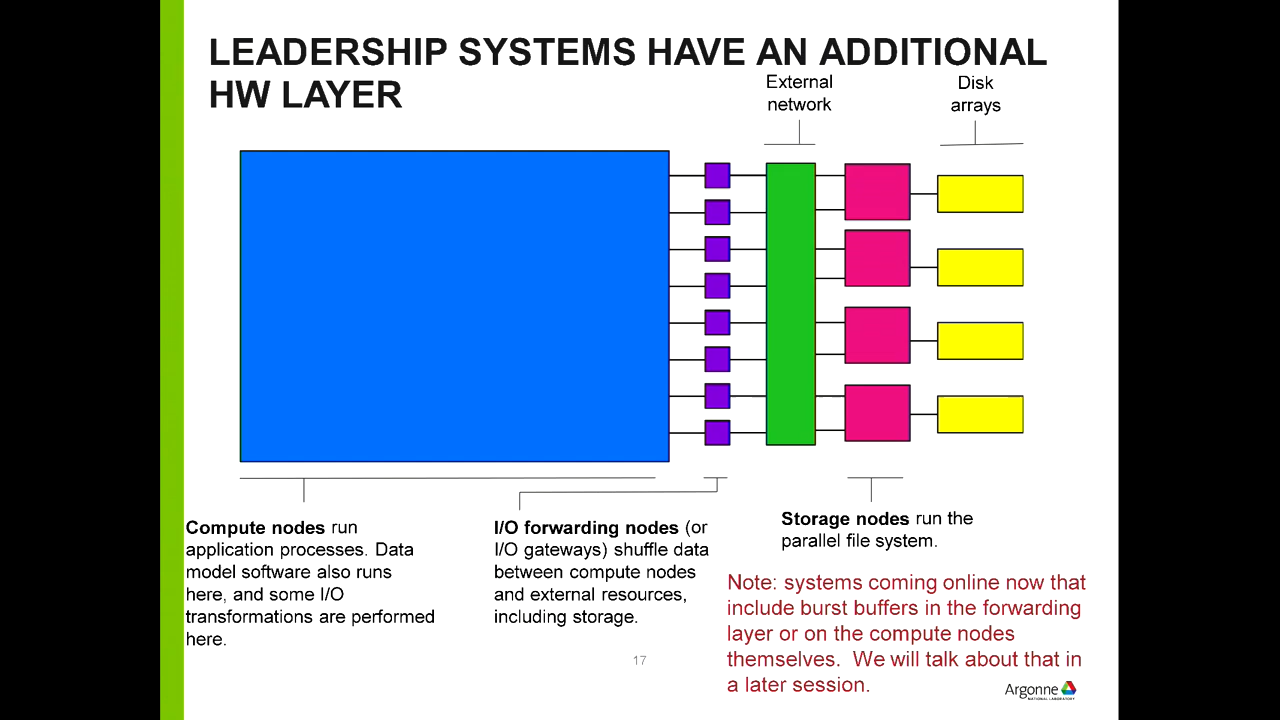 LEADERSHIP SYSTEMS HAVE AN ADDITIONAL
HW LAYER
External
network
Disk
arrays
Compute nodes run
application processes. Data
model software also runs
here, and some I/O
transformations are performed
here.
I/O forwarding nodes (or
I/O gateways) shuffle data
between compute nodes
and external resources,
including storage.
Storage nodes run the
parallel file system.
Note: systems coming online now that
include burst buffers in the forwarding
layer or on the compute nodes
themselves. We will talk about that in
a later session.
17
Argonne
NATIONAL LABORATORY